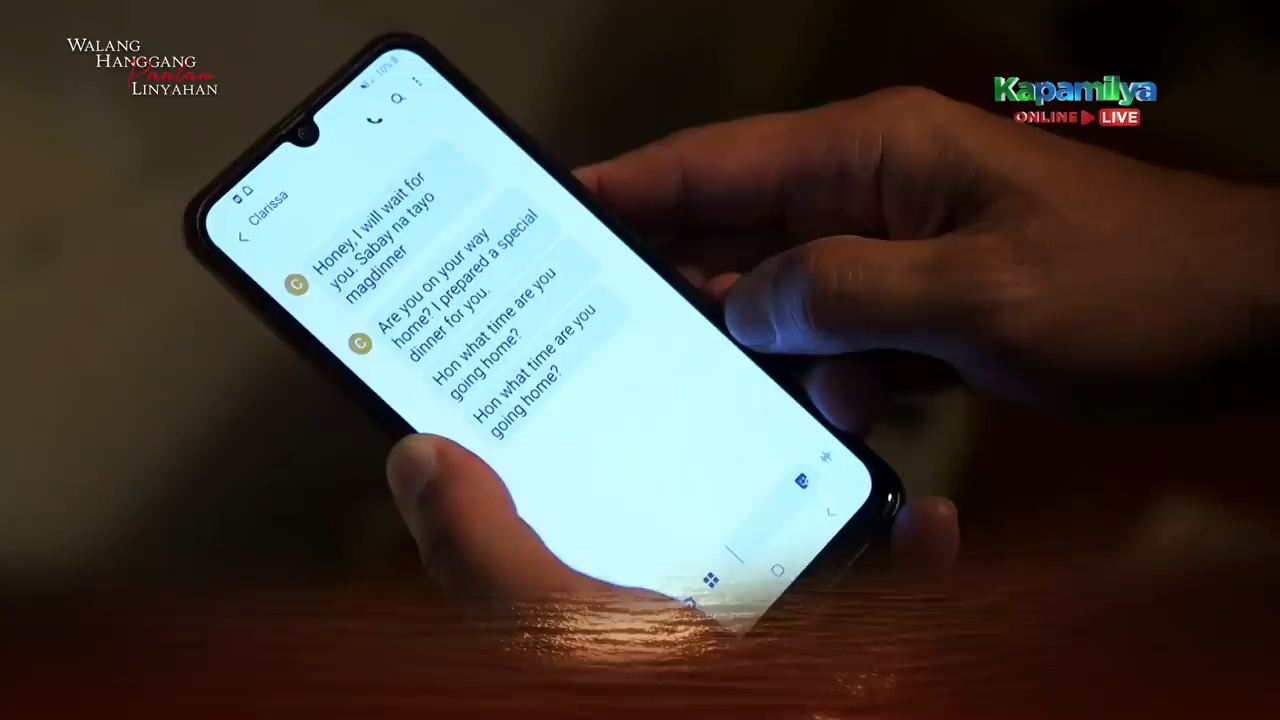 WALANG
HANGGANG
Paalam
LINYAHAN
Kapamilya
ONLINE LIVE
10%
Clarissa
C
Honey, I will wait for
you. Sabay na tayo
magdinner
C
Are you on your way
home? I prepared a special
dinner for you.
Hon what time are you
going home?
Hon what time are you
going home?